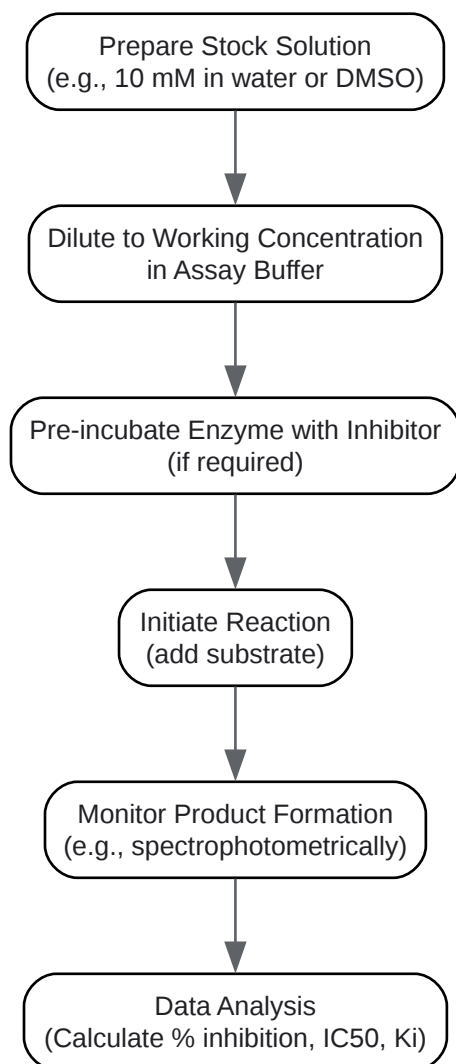 Prepare Stock Solution
(e.g., 10 mM in water or DMSO)
Dilute to Working Concentration
in Assay Buffer
Pre-incubate Enzyme with Inhibitor
(if required)
Initiate Reaction
(add substrate)
Monitor Product Formation
(e.g., spectrophotometrically)
Data Analysis
(Calculate % inhibition, IC50, Ki)